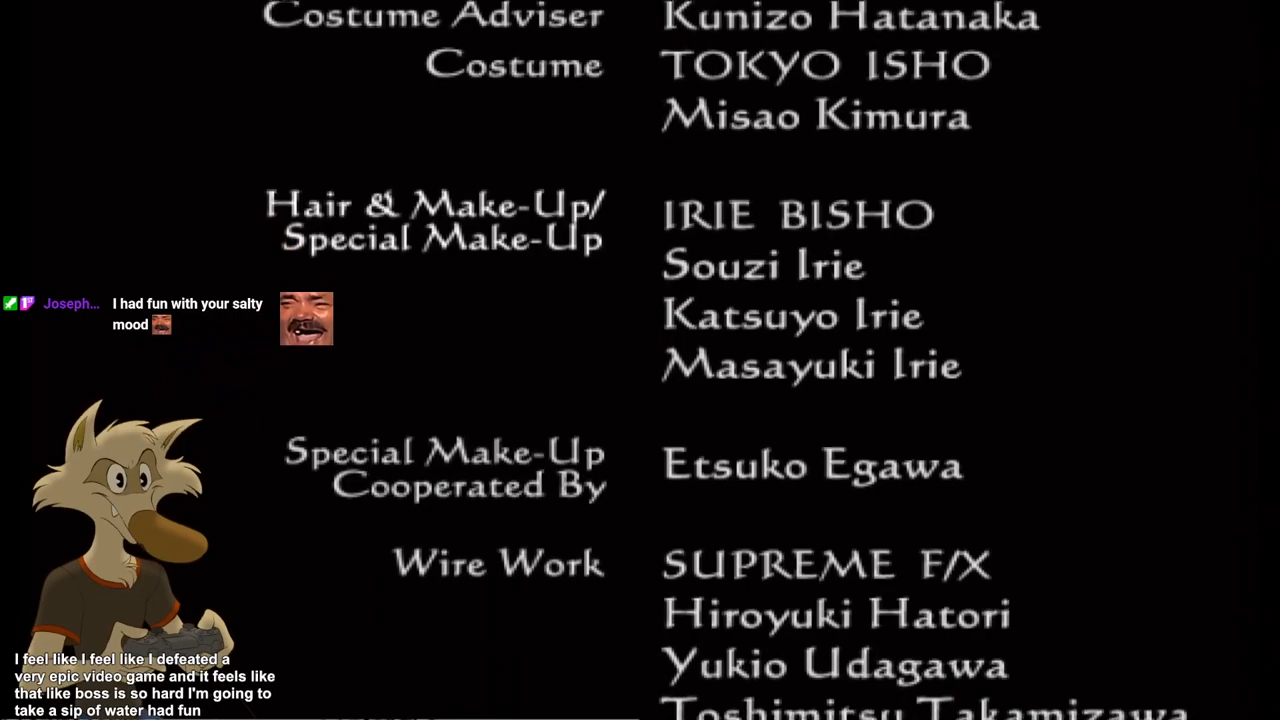 Costume Adviser Kunizo Hatanaka
Costume TOKYO ISHO
Misao Kimura
Hair & Make-Up/
Special Make-Up
IRIE BISHO
Souzi Irie
Katsuyo Irie
Masayuki Irie
Joseph... I had fun with your salty
mood
Special Make-Up
Cooperated By
Etsuko Egawa
Wire Work SUPREME F/X
Hiroyuki Hatori
Yukio Udagawa
Toshimitsu Takamizawa
I feel like I feel like I defeated a
very epic video game and it feels like
that like boss is so hard I'm going to
take a sip of water had fun